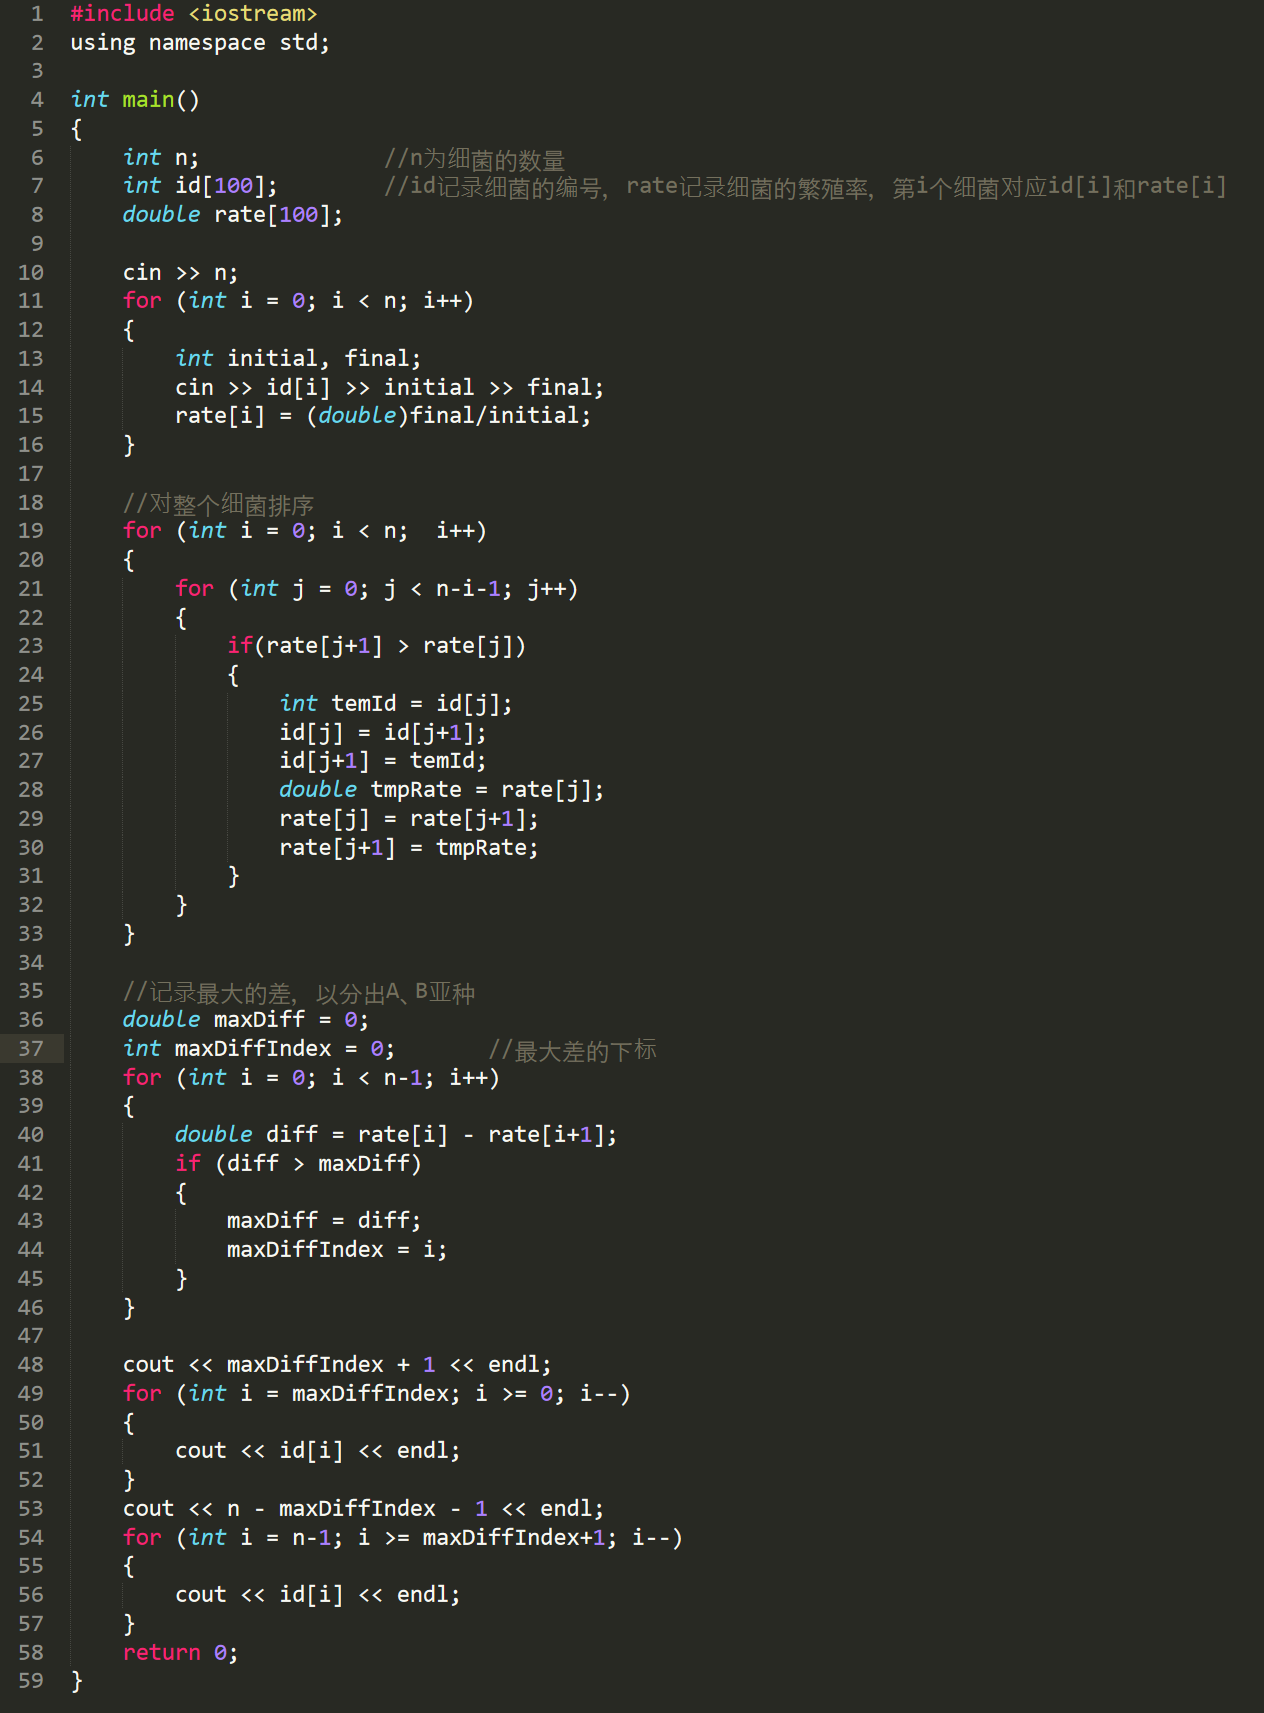 1 #include <iostream>
2 using namespace std;
3
4 int main()
5 {
6     int n;              //n为细菌的数量
7     int id[100];        //id记录细菌的编号，rate记录细菌的繁殖率，第i个细菌对应id[i]和rate[i]
8     double rate[100];
9
10     cin >> n;
11     for (int i = 0; i < n; i++)
12     {
13         int initial, final;
14         cin >> id[i] >> initial >> final;
15         rate[i] = (double)final/initial;
16     }
17
18     //对整个细菌排序
19     for (int i = 0; i < n;  i++)
20     {
21         for (int j = 0; j < n-i-1; j++)
22         {
23             if(rate[j+1] > rate[j])
24             {
25                 int temId = id[j];
26                 id[j] = id[j+1];
27                 id[j+1] = temId;
28                 double tmpRate = rate[j];
29                 rate[j] = rate[j+1];
30                 rate[j+1] = tmpRate;
31             }
32         }
33     }
34
35     //记录最大的差，以分出A、B亚种
36     double maxDiff = 0;
37     int maxDiffIndex = 0;       //最大差的下标
38     for (int i = 0; i < n-1; i++)
39     {
40         double diff = rate[i] - rate[i+1];
41         if (diff > maxDiff)
42         {
43             maxDiff = diff;
44             maxDiffIndex = i;
45         }
46     }
47
48     cout << maxDiffIndex + 1 << endl;
49     for (int i = maxDiffIndex; i >= 0; i--)
50     {
51         cout << id[i] << endl;
52     }
53     cout << n - maxDiffIndex - 1 << endl;
54     for (int i = n-1; i >= maxDiffIndex+1; i--)
55     {
56         cout << id[i] << endl;
57     }
58     return 0;
59 }